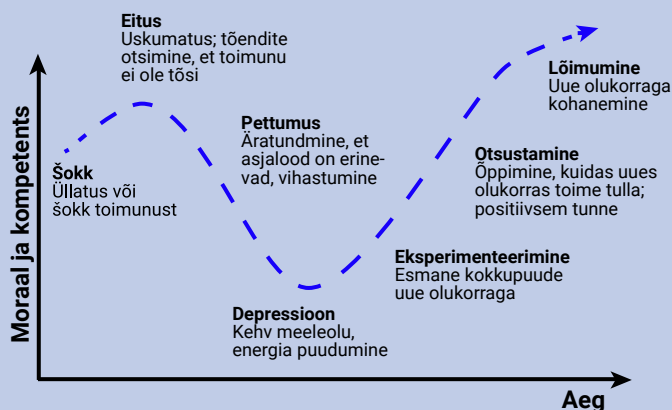 Eitus
Uskumatus; tõendite
otsimine, et toimunu
ei ole tõsi
Lõimumine
Uue olukorraga
kohanemine
Pettumus
Äratundmine, et
asjalood on erine-
vad, vihastumine
Otsustamine
Õppimine, kuidas uues
olukorras toime tulla;
positiivsem tunne
Šokk
Üllatus või
šokk toimunust
Eksperimenteerimine
Esmane kokkupuude
uue olukorraga
Depressioon
Kehv meeleolu,
energia puudumine
Moraal ja kompetents
Aeg